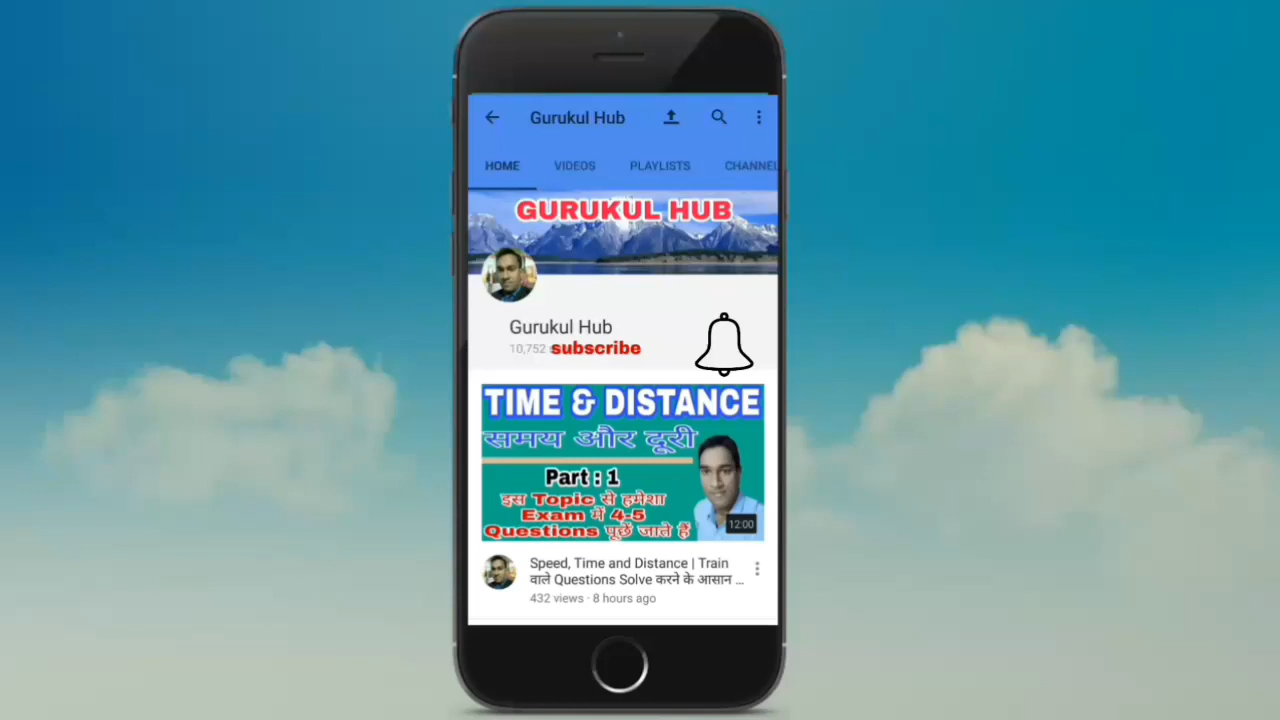 Gurukul Hub
HOME VIDEOS PLAYLISTS CHANNEL
GURUKUL HUB
Gurukul Hub
10,752 subscribe
TIME & DISTANCE
समय और दूरी
Part : 1
इस Topic से हमेशा
Exam में 4-5
Questions पूछें जाते हैं
12:00
Speed, Time and Distance | Train
वाले Questions Solve करने के आसान ...
432 views · 8 hours ago